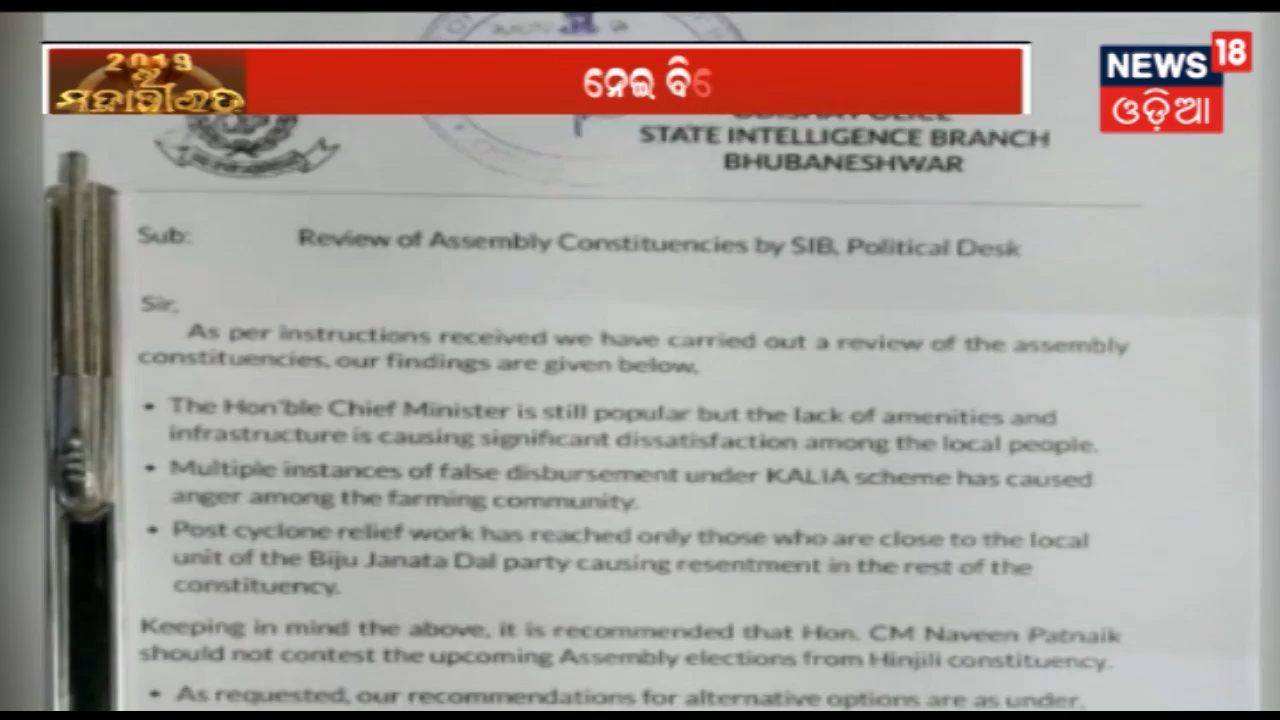 2019 ର
ମହାଭାରତ
ନେଇ ବି
NEWS 18
ଓଡ଼ିଆ
STATE INTELLIGENCE BRANCH
BHUBANESHWAR
Sub: Review of Assembly Constituencies by SIB, Political Desk
Sir,
As per instructions received we have carried out a review of the assembly
constituencies, our findings are given below,
• The Hon'ble Chief Minister is still popular but the lack of amenities and
infrastructure is causing significant dissatisfaction among the local people.
• Multiple instances of false disbursement under KALIA scheme has caused
anger among the farming community.
• Post cyclone relief work has reached only those who are close to the local
unit of the Biju Janata Dal party causing resentment in the rest of the
constituency.
Keeping in mind the above, it is recommended that Hon. CM Naveen Patnaik
should not contest the upcoming Assembly elections from Hinjili constituency.
• As requested, our recommendations for alternative options are as under.